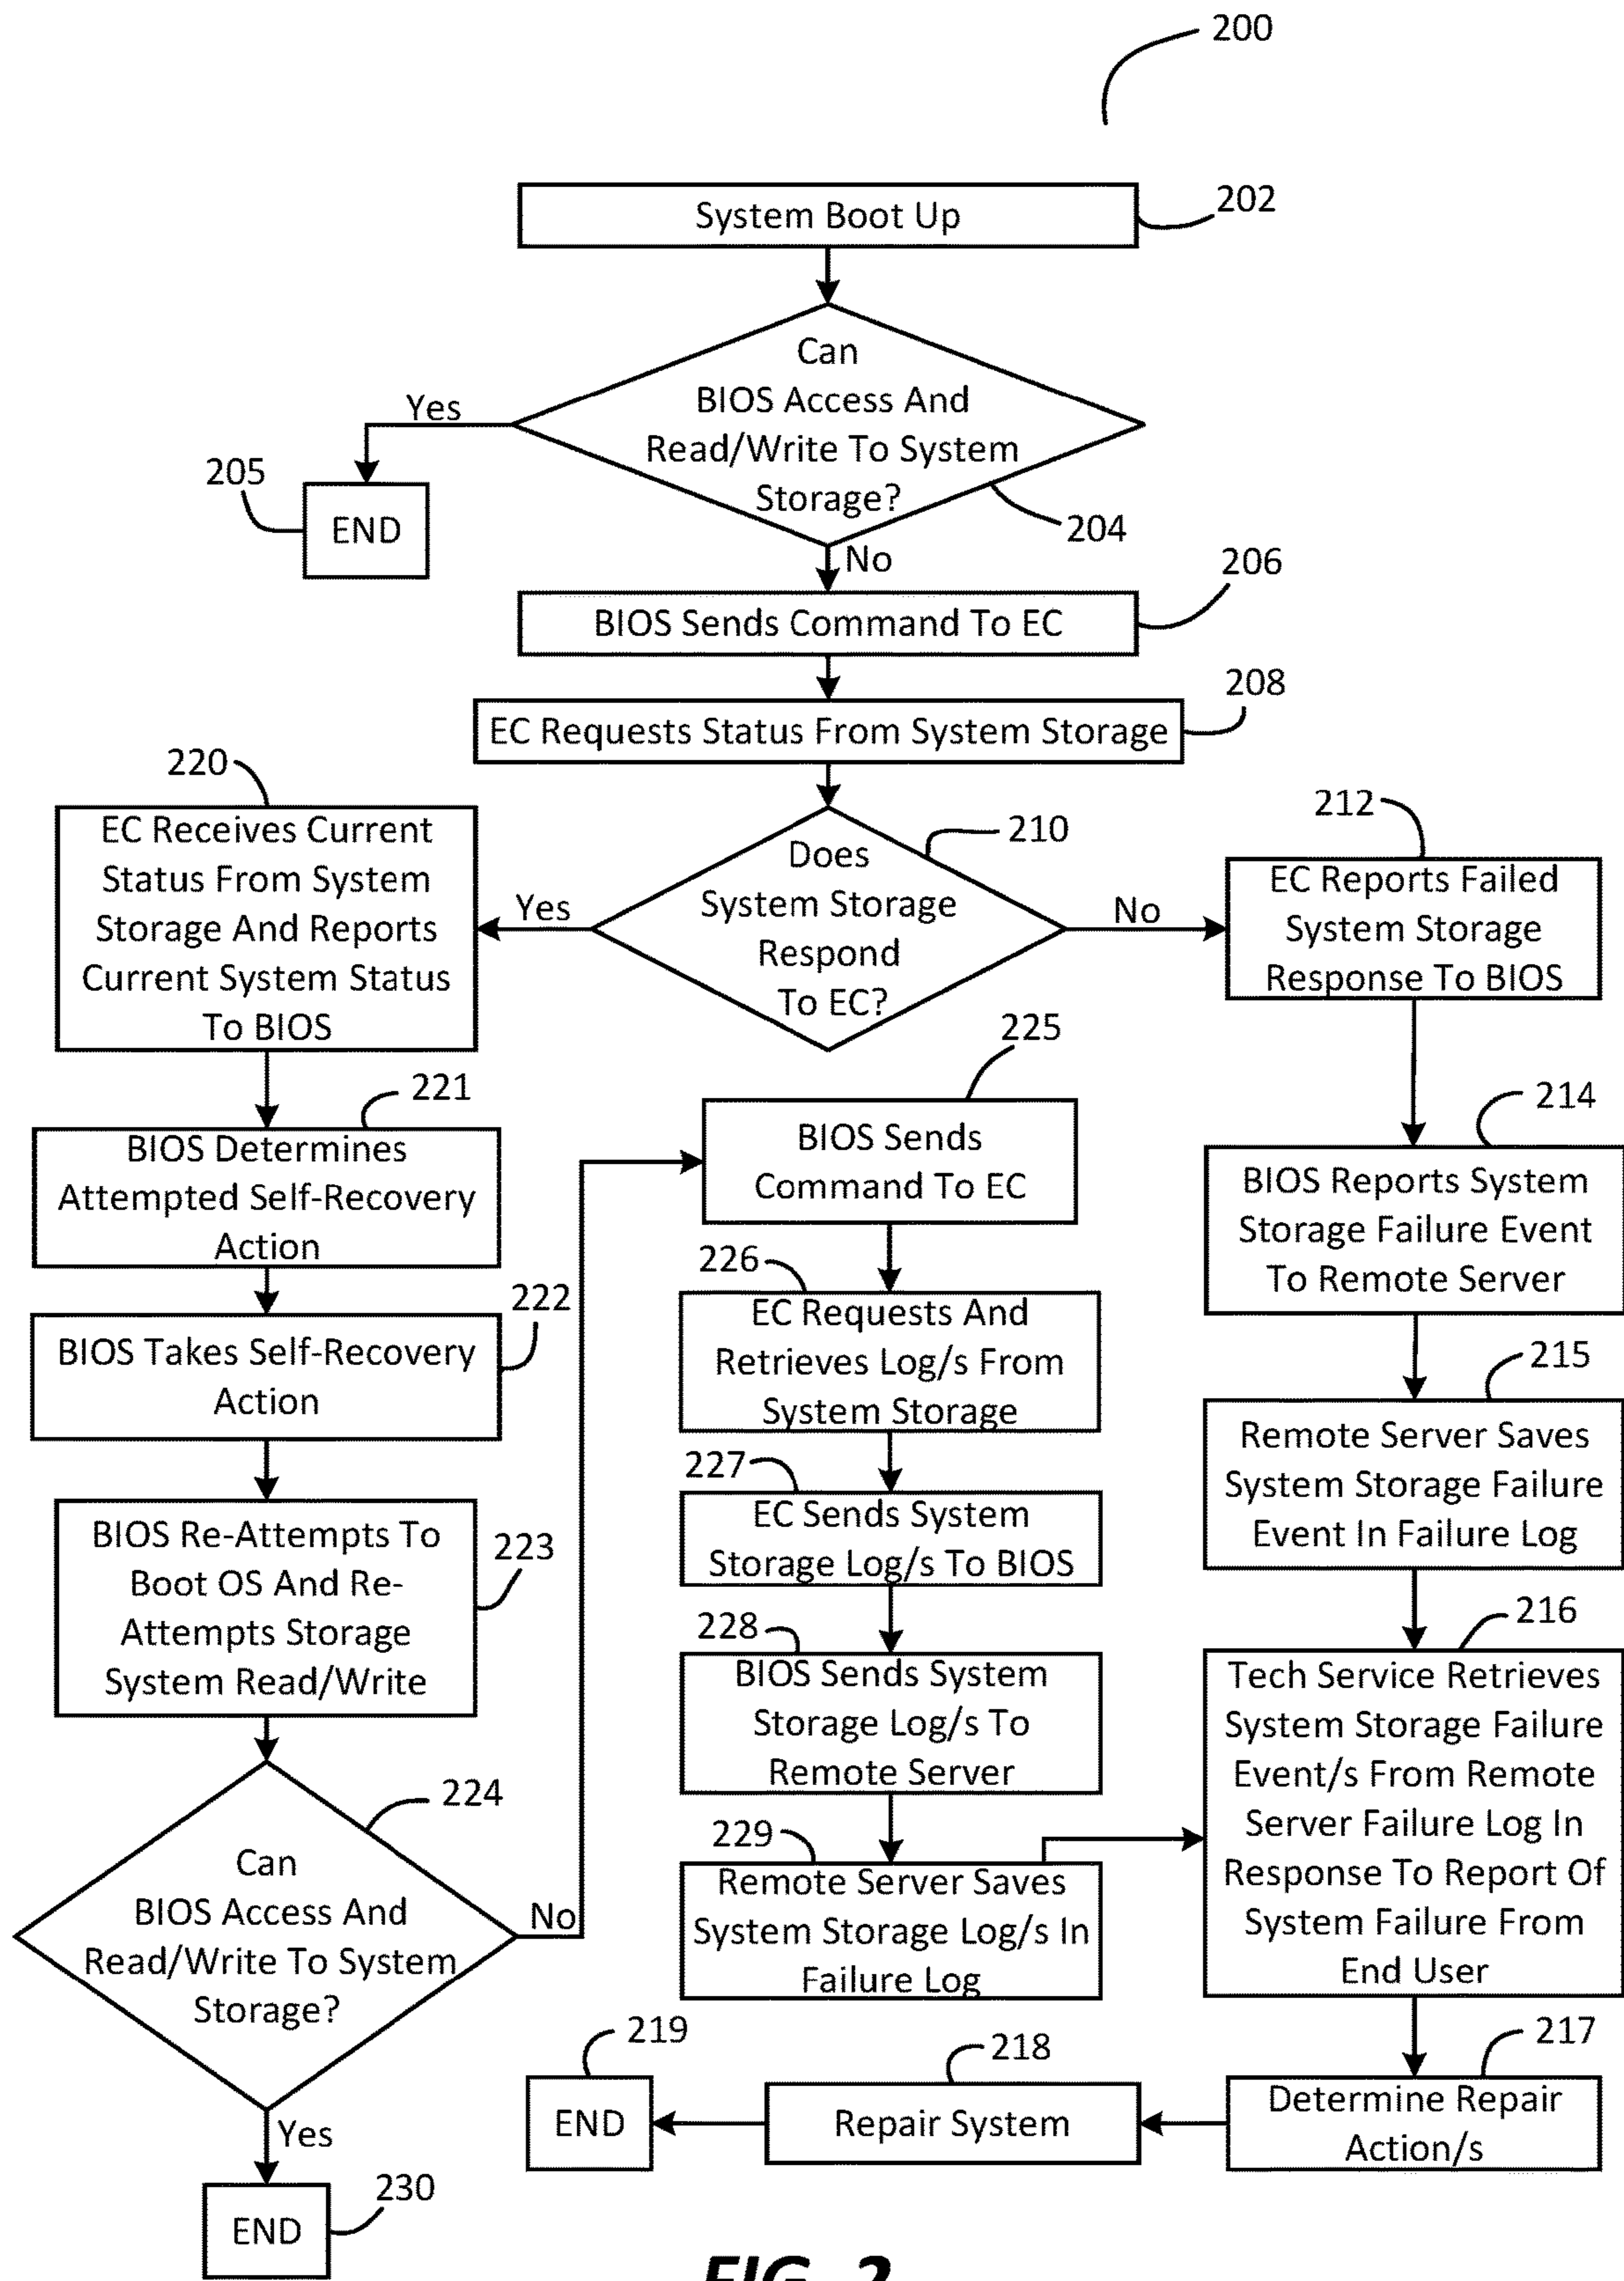 200
System Boot Up
202
Can
BIOS Access And
Read/Write To System
Storage?
204
Yes
205
END
No
206
BIOS Sends Command To EC
208
EC Requests Status From System Storage
210
Does
System Storage
Respond
To EC?
Yes
No
220
EC Receives Current
Status From System
Storage And Reports
Current System Status
To BIOS
212
EC Reports Failed
System Storage
Response To BIOS
221
BIOS Determines
Attempted Self-Recovery
Action
222
BIOS Takes Self-Recovery
Action
223
BIOS Re-Attempts To
Boot OS And Re-
Attempts Storage
System Read/Write
224
Can
BIOS Access And
Read/Write To System
Storage?
No
Yes
230
END
225
BIOS Sends
Command To EC
226
EC Requests And
Retrieves Log/s From
System Storage
227
EC Sends System
Storage Log/s To BIOS
228
BIOS Sends System
Storage Log/s To
Remote Server
229
Remote Server Saves
System Storage Log/s In
Failure Log
214
BIOS Reports System
Storage Failure Event
To Remote Server
215
Remote Server Saves
System Storage Failure
Event In Failure Log
216
Tech Service Retrieves
System Storage Failure
Event/s From Remote
Server Failure Log In
Response To Report Of
System Failure From
End User
217
Determine Repair
Action/s
218
Repair System
219
END
FIG. 2